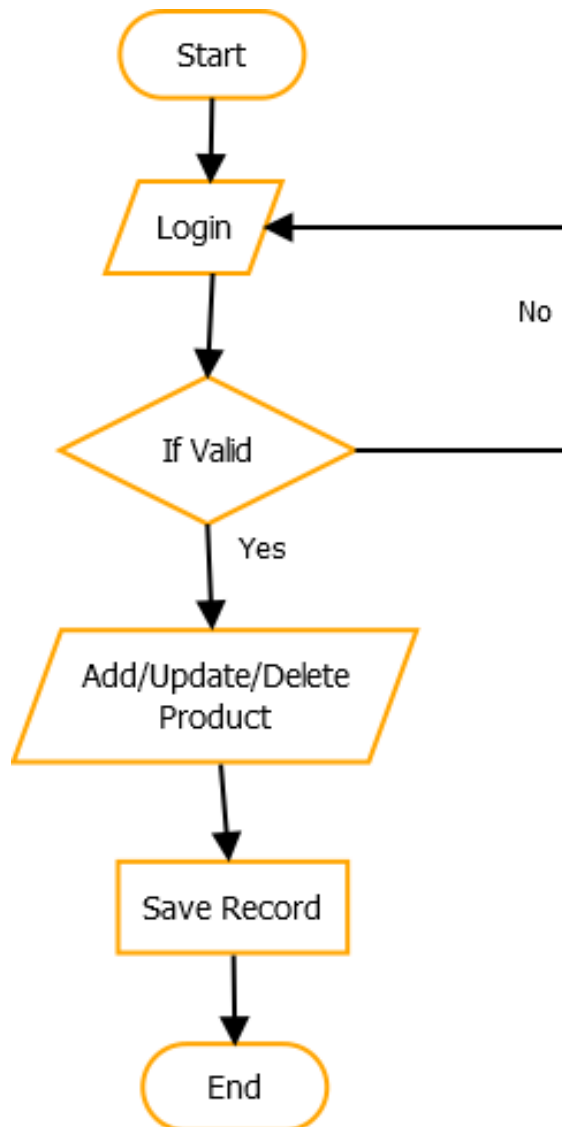 Start
Login
No
If Valid
Yes
Add/Update/Delete
Product
Save Record
End